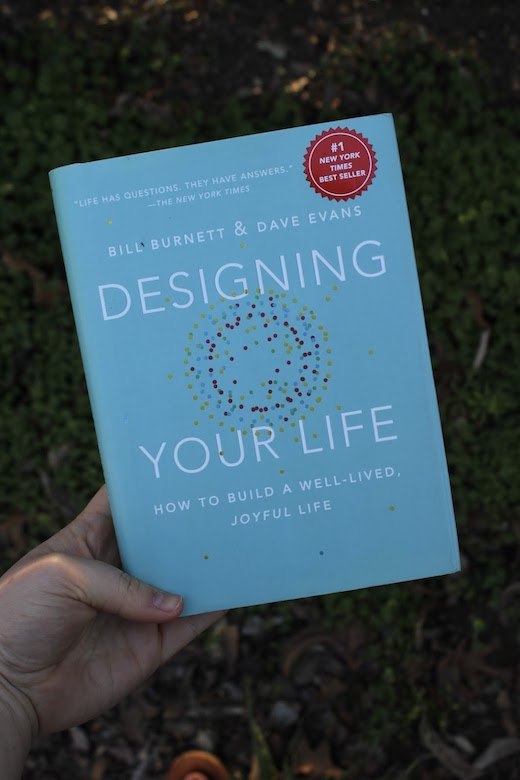 "LIFE HAS QUESTIONS. THEY HAVE ANSWERS."
—THE NEW YORK TIMES
#1
NEW YORK
TIMES
BEST SELLER
BILL BURNETT & DAVE EVANS
DESIGNING
YOUR LIFE
HOW TO BUILD A WELL-LIVED,
JOYFUL LIFE